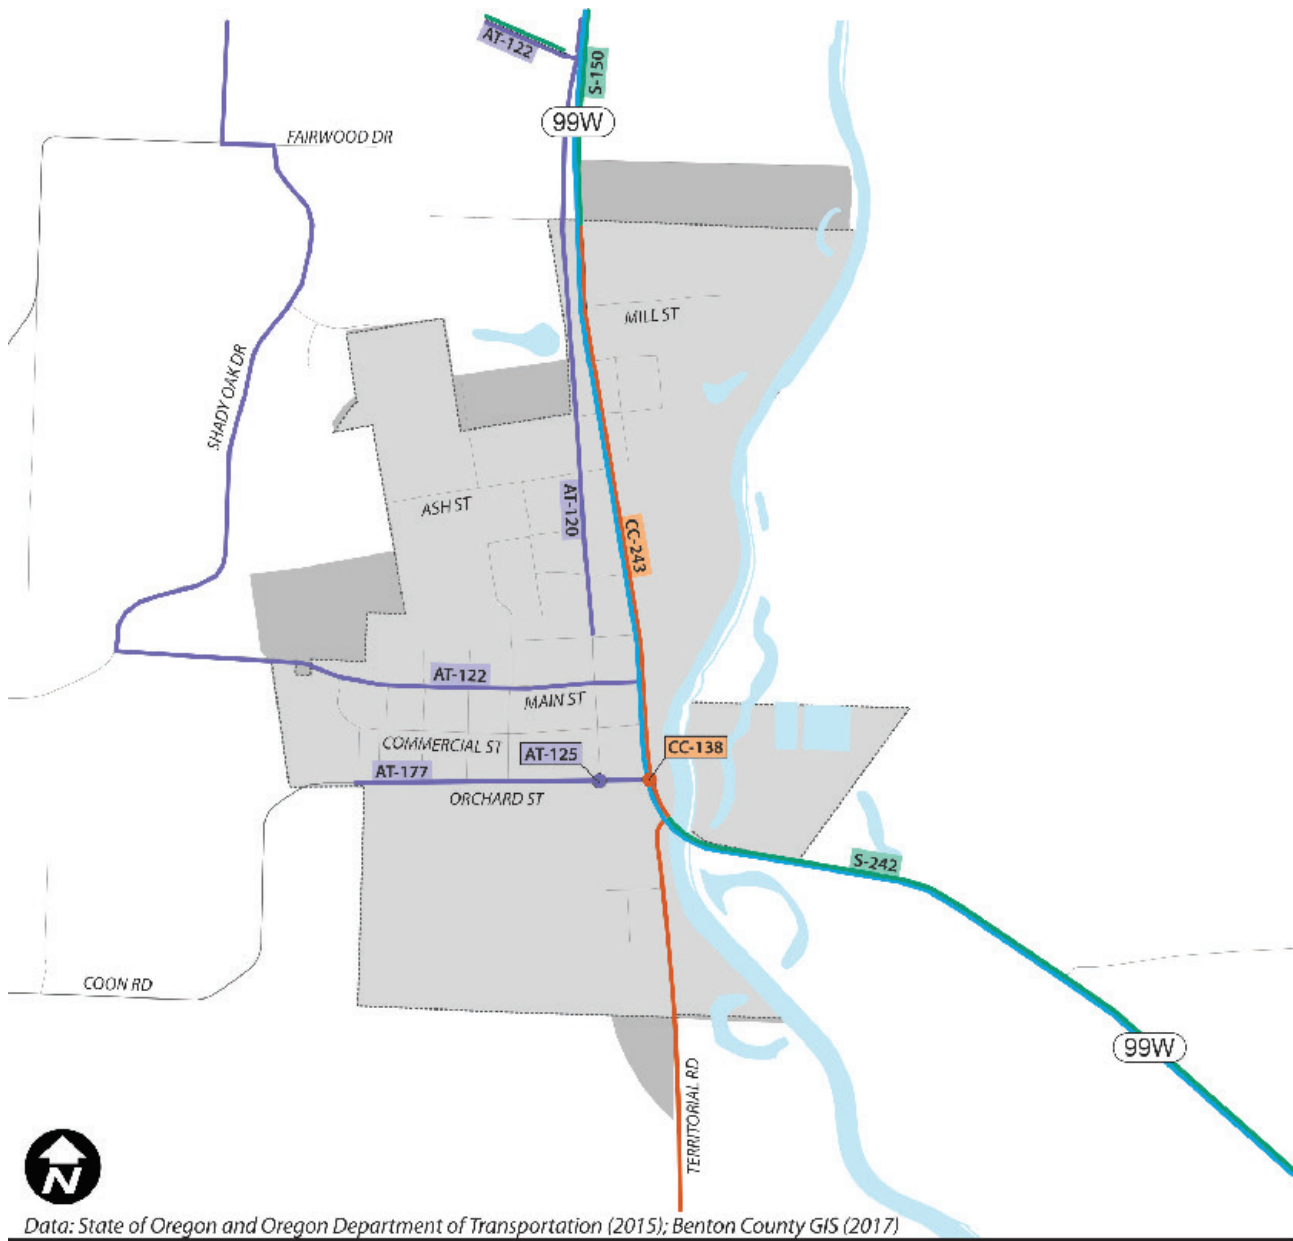 AT-122
S-150
99W
FAIRWOOD DR
MILL ST
SHADY OAK DR
ASH ST
AT-120
CC-243
AT-122
MAIN ST
COMMERCIAL ST
AT-125
CC-138
AT-177
ORCHARD ST
S-242
COON RD
99W
TERRITORIAL RD
N
Data: State of Oregon and Oregon Department of Transportation (2015); Benton County GIS (2017)